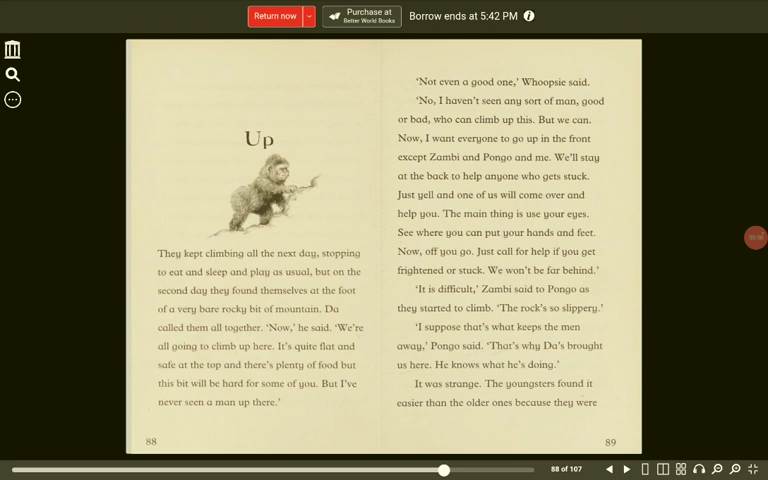 Return now
Purchase at
Better World Books
Borrow ends at 5:42 PM
Up
They kept climbing all the next day, stopping
to eat and sleep and play as usual, but on the
second day they found themselves at the foot
of a very bare rocky bit of mountain. Da
called them all together. ‘Now,’ he said. ‘We’re
all going to climb up here. It’s quite flat and
safe at the top and there’s plenty of food but
this bit will be hard for some of you. But I’ve
never seen a man up there.’
88
‘Not even a good one,’ Whoopsie said.
‘No, I haven’t seen any sort of man, good
or bad, who can climb up this. But we can.
Now, I want everyone to go up in the front
except Zambi and Pongo and me. We’ll stay
at the back to help anyone who gets stuck.
Just yell and one of us will come over and
help you. The main thing is use your eyes.
See where you can put your hands and feet.
Now, off you go. Just call for help if you get
frightened or stuck. We won’t be far behind.’
‘It is difficult,’ Zambi said to Pongo as
they started to climb. ‘The rock’s so slippery.’
‘I suppose that’s what keeps the men
away,’ Pongo said. ‘That’s why Da’s brought
us here. He knows what he’s doing.’
It was strange. The youngsters found it
easier than the older ones because they were
89
88 of 107